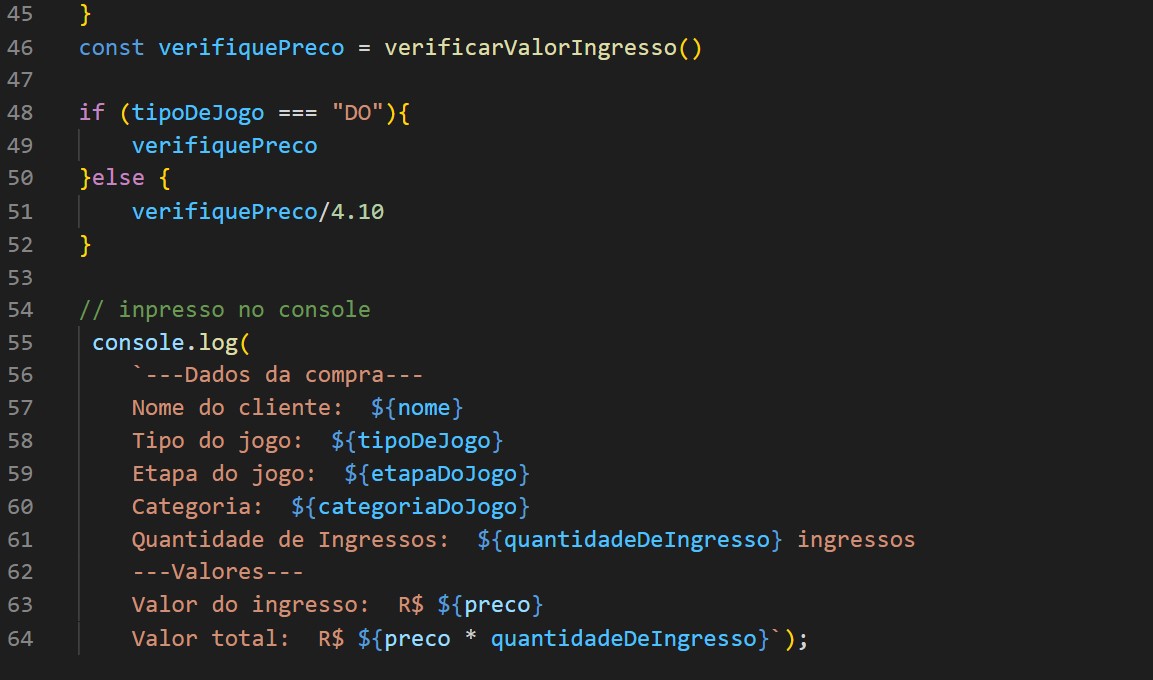 45 }
46 const verifiquePreco = verificarValorIngresso()
47
48 if (tipoDeJogo === "DO"){
49     verifiquePreco
50 }else {
51     verifiquePreco/4.10
52 }
53
54 // inpresso no console
55  console.log(
56     `---Dados da compra---
57     Nome do cliente:  ${nome}
58     Tipo do jogo:  ${tipoDeJogo}
59     Etapa do jogo:  ${etapaDoJogo}
60     Categoria:  ${categoriaDoJogo}
61     Quantidade de Ingressos:  ${quantidadeDeIngresso} ingressos
62     ---Valores---
63     Valor do ingresso:  R$ ${preco}
64     Valor total:  R$ ${preco * quantidadeDeIngresso}`);